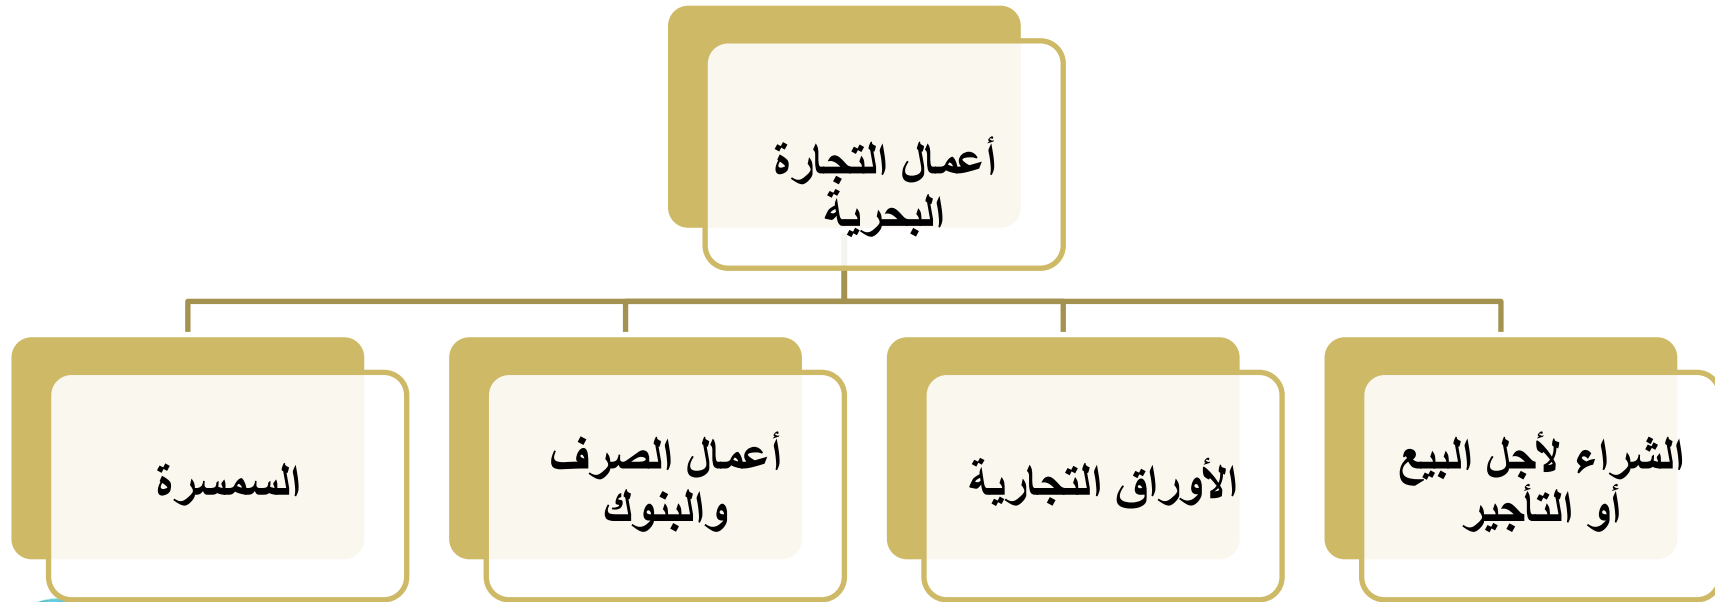 أعمال التجارة
البحرية
الشراء لأجل البيع
أو التأجير
الأوراق التجارية
أعمال الصرف
والبنوك
السمسرة